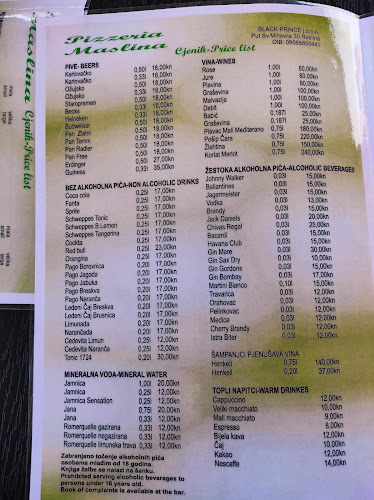 Pizzeria
Maslina
Cjenik-Price list
BLACK PRINCE j.d.o.o.
Put Sv.Mihovila 30,Raslina
PIVE- BEERS
Karlovačko 0,50l 18,00kn
Karlovačko 0,33l 16,00kn
Ožujsko 0,50l 18,00kn
Ožujsko 0,33l 16,00kn
Staropramen 0,50l 18,00kn
Becks 0,33l 18,00kn
Heineken 0,33l 18,00kn
Budweiser 0,50l 18,00kn
Pan Zlatni 0,50l 18,00kn
Pan Tamni 0,50l 18,00kn
Pan Radler 0,50l 18,00kn
Pan Free 0,50l 18,00kn
Erdinger 0,50l 27,00kn
Guiness 0,33l 35,00kn
BEZ ALKOHOLNA PIĆA-NON ALCOHOLIC DRINKS
Coca cola 0,25l 17,00kn
Fanta 0,25l 17,00kn
Sprite 0,25l 17,00kn
Schweppes Tonic 0,25l 17,00kn
Schweppes B.Lemon 0,25l 17,00kn
Schweppes Tangerina 0,25l 17,00kn
Cockta 0,25l 17,00kn
Red bull 0,25l 23,00kn
Orangina 0,25l 17,00kn
Pago Borovnica 0,20l 17,00kn
Pago Jagoda 0,20l 17,00kn
Pago Jabuka 0,20l 17,00kn
Pago Breskva 0,20l 17,00kn
Pago Naranča 0,20l 17,00kn
Ledeni Čaj Breskva 0,20l 17,00kn
Ledeni Čaj Brusnica 0,20l 17,00kn
Limunada 0,20l 17,00kn
Narančada 0,20l 17,00kn
Cedevita Limun 0,20l 12,00kn
Cedevita Naranča 0,20l 12,00kn
Tonic 1724 0,20l 30,00kn
MINERALNA VODA-MINERAL WATER
Jamnica 1,00l 20,00kn
Jamnica 0,25l 12,00kn
Jamnica Sensation 0,25l 12,00kn
Jana 0,75l 20,00kn
Jana 0,33l 12,00kn
Romerquelle gazirana 0,33l 12,00kn
Romerquelle negazirana 0,33l 12,00kn
Romerquelle limunska trava 0,33l 12,00kn
Zabranjeno točenje alkoholnih pića
osobama mlađim od 18 godina.
Knjiga žalbe se nalazi na šanku.
Prohibited serving alcoholic beverages to
persons under 18 years old.
Book of complaints is available at the bar.
VINA-WINES
Rose 1,00l 80,00kn
Jure 1,00l 80,00kn
Plavina 1,00l 80,00kn
Graševina 1,00l 100,00kn
Malvazija 1,00l 100,00kn
Debit 1,00l 100,00kn
Babić 0,187l 25,00kn
Graševina 0,187l 25,00kn
Plavac Mali Mediterano 0,75l 180,00kn
Pošip Čara 0,75l 200,00kn
Žlahtina 0,75l 150,00kn
Korlat Merlot 0,75l 240,00kn
ŽESTOKA ALKOHOLNA PIĆA-ALCOHOLIC BEVERAGES
Johnny Walker 0,03l 15,00kn
Ballantines 0,03l 15,00kn
Jagermeister 0,03l 15,00kn
Vodka 0,03l 13,00kn
Brandy 0,03l 15,00kn
Jack Daniels 0,03l 20,00kn
Chivas Regal 0,03l 25,00kn
Bacardi 0,03l 15,00kn
Havana Club 0,03l 15,00kn
Gin Mare 0,03l 30,00kn
Gin Sax Dry 0,03l 10,00kn
Gin Gordons 0,03l 15,00kn
Gin Bombay 0,03l 17,00kn
Martini Bianco 0,10l 15,00kn
Travarica 0,03l 12,00kn
Orahovac 0,03l 12,00kn
Pelinkovac 0,03l 12,00kn
Medica 0,03l 12,00kn
Cherry Brandy 0,03l 12,00kn
Istra Biter 0,03l 12,00kn
ŠAMPANJCI PJENUŠAVA VINA
Henkell 0,75l 140,00kn
Henkell 0,20l 37,00kn
TOPLI NAPITCI-WARM DRINKES
Cappuccino 12,00kn
Veliki macchiato 10,00kn
Mali macchiato 9,00kn
Espresso 8,00kn
Bijela kava 12,00kn
Čaj 10,00kn
Kakao 12,00kn
Nescaffe 14,00kn
Maslina
Cjenik-Price list